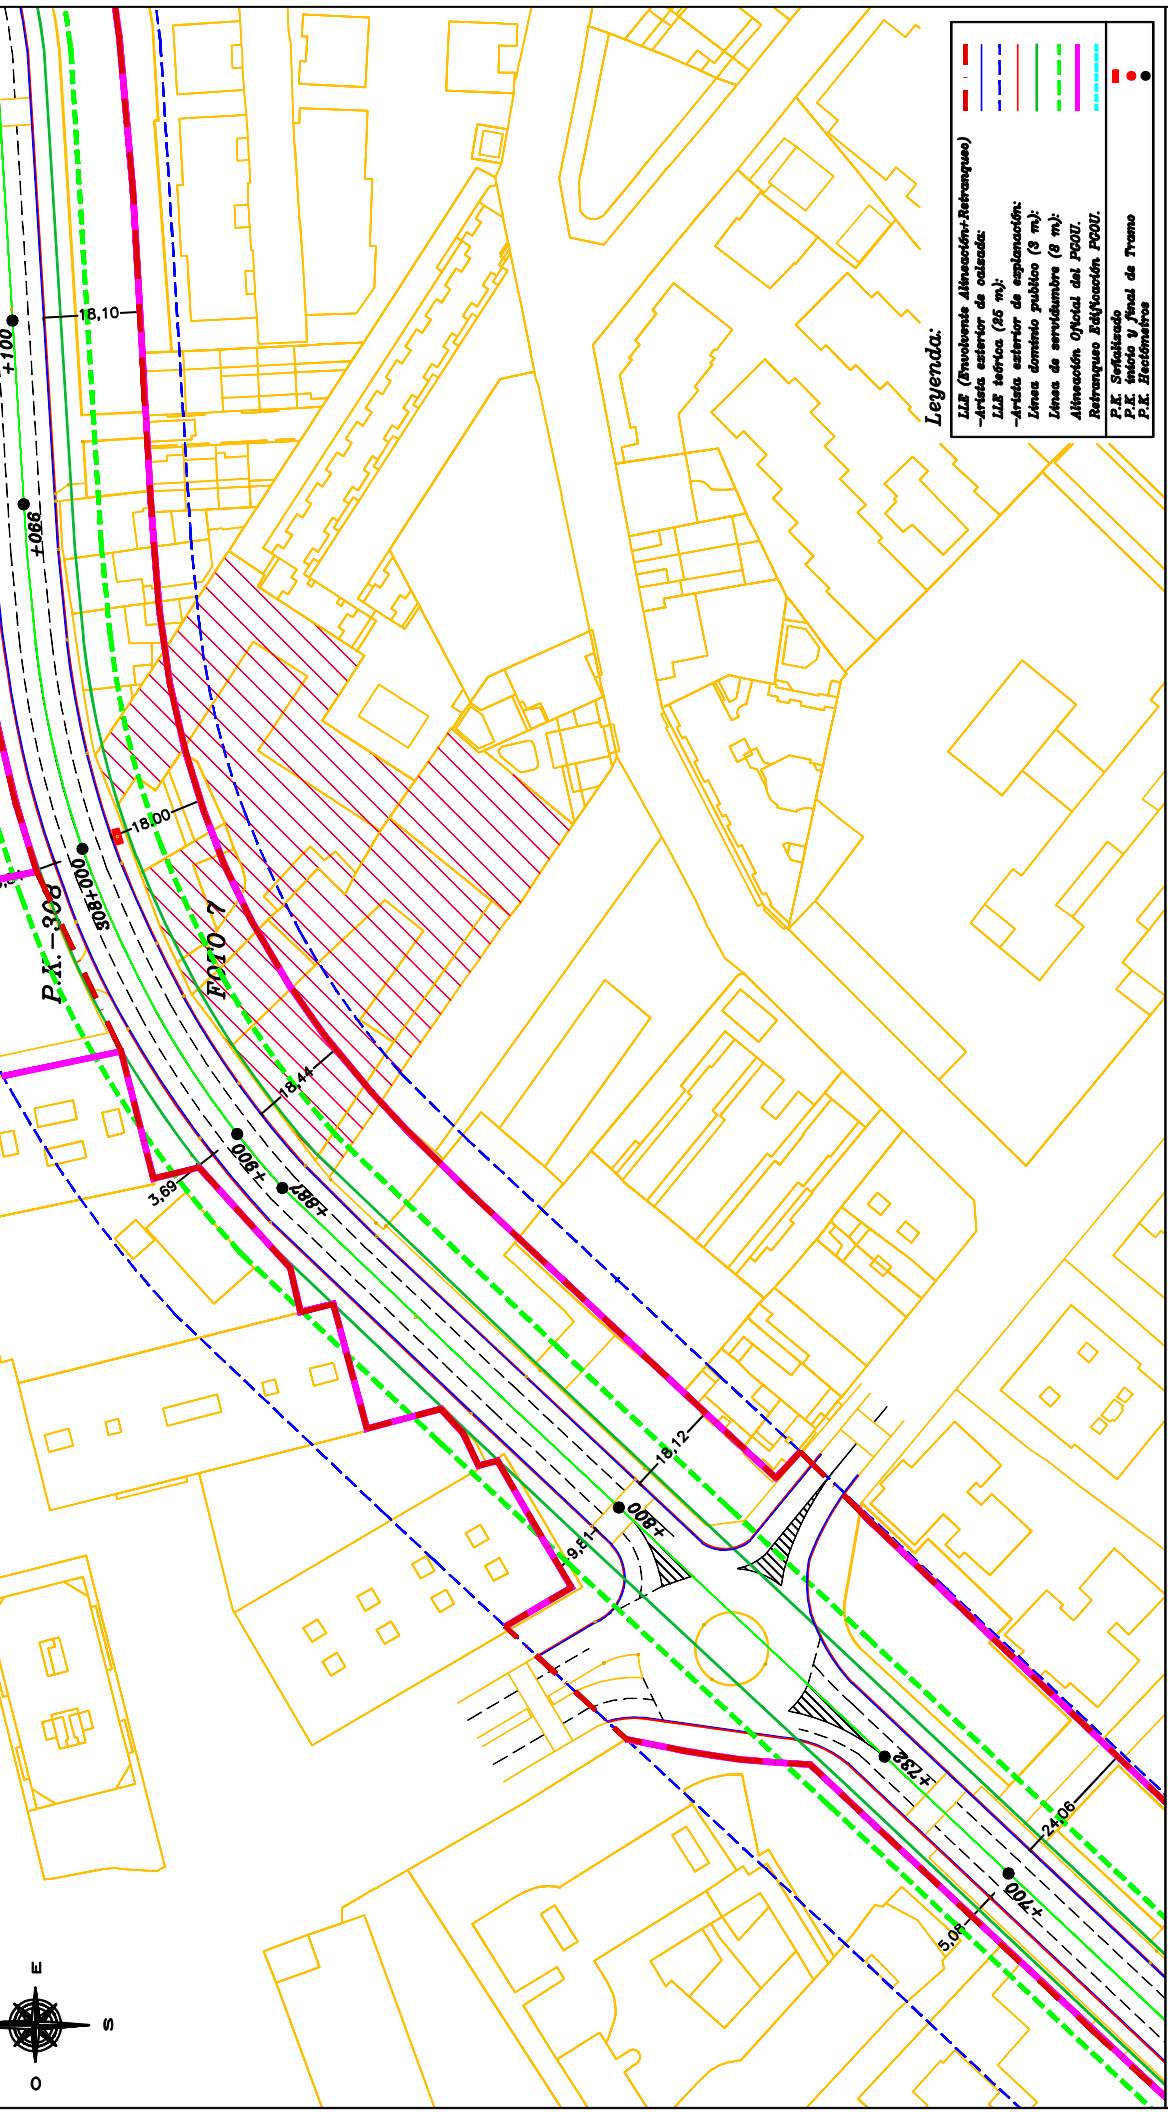 Leyenda:
LLE (Envolvente Alineación+Retranqueo)
-Arista exterior de calzada:
LLE teórica (25 m):
-Arista exterior de explanación:
Línea dominio publico (3 m):
Línea de servidumbre (8 m):
Alineación Oficial del PGOU.
Retranqueo Edificación PGOU.
P.K. Señalizado
P.K. inicio y final de Tramo
P.K. Hectómetros
+100
18,10
+066
18.00
308+000
P.K.-308
FOTO 7
18,44
+900
+887
3,69
18,12
+800
9,81
+732
24,06
+700
5,08
E
S
O